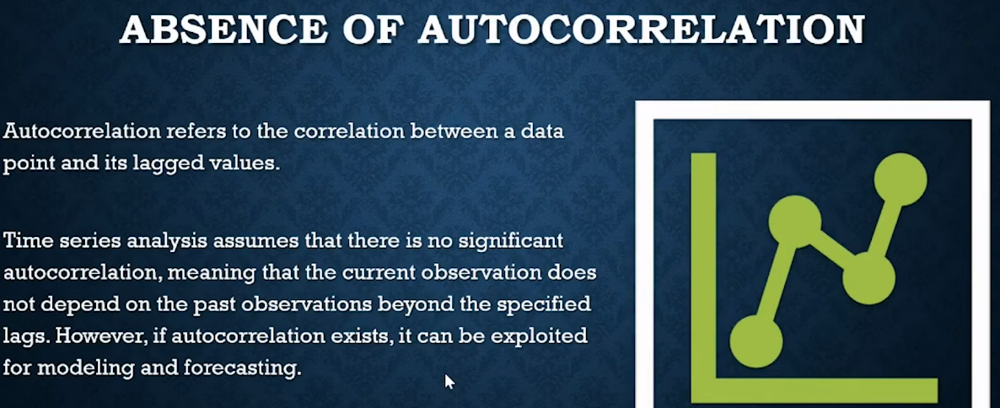 ABSENCE OF AUTOCORRELATION
Autocorrelation refers to the correlation between a data
point and its lagged values.
Time series analysis assumes that there is no significant
autocorrelation, meaning that the current observation does
not depend on the past observations beyond the specified
lags. However, if autocorrelation exists, it can be exploited
for modeling and forecasting.